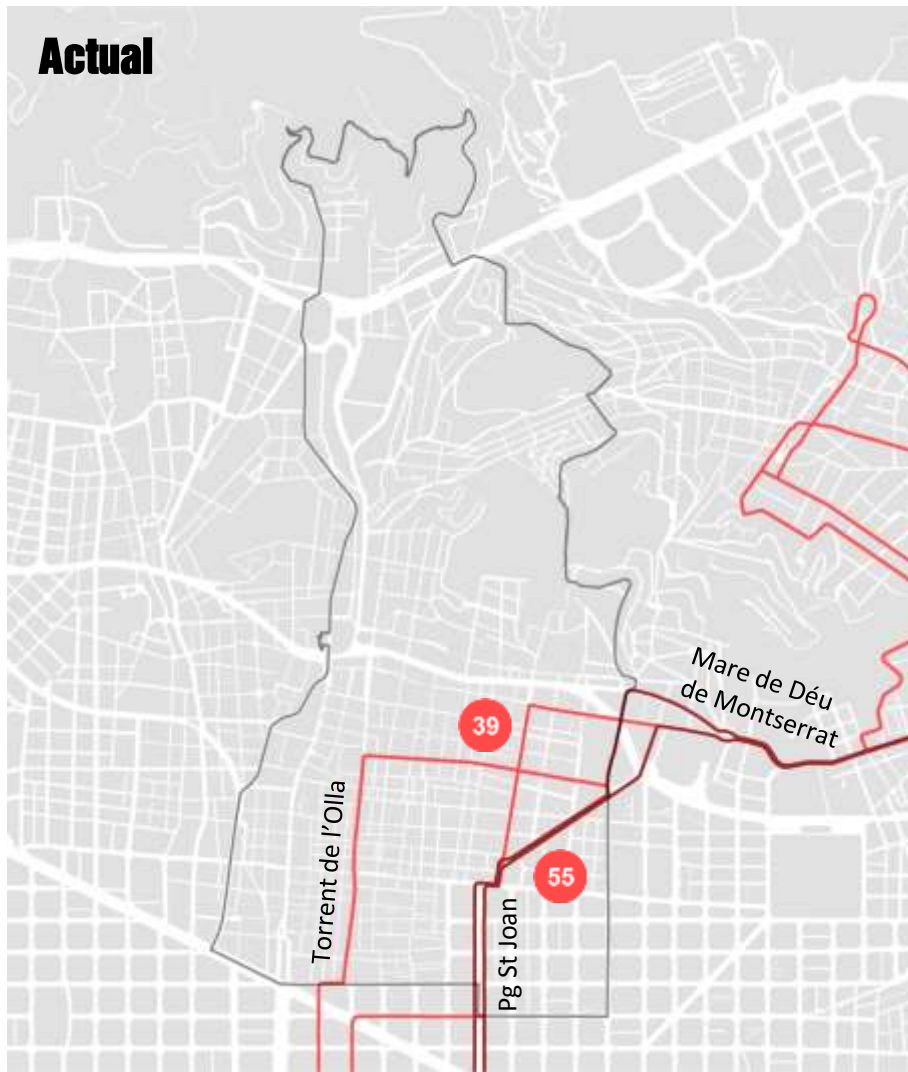 Actual
Mare de Déu
de Montserrat
39
Torrent de l'Olla
55
Pg St Joan